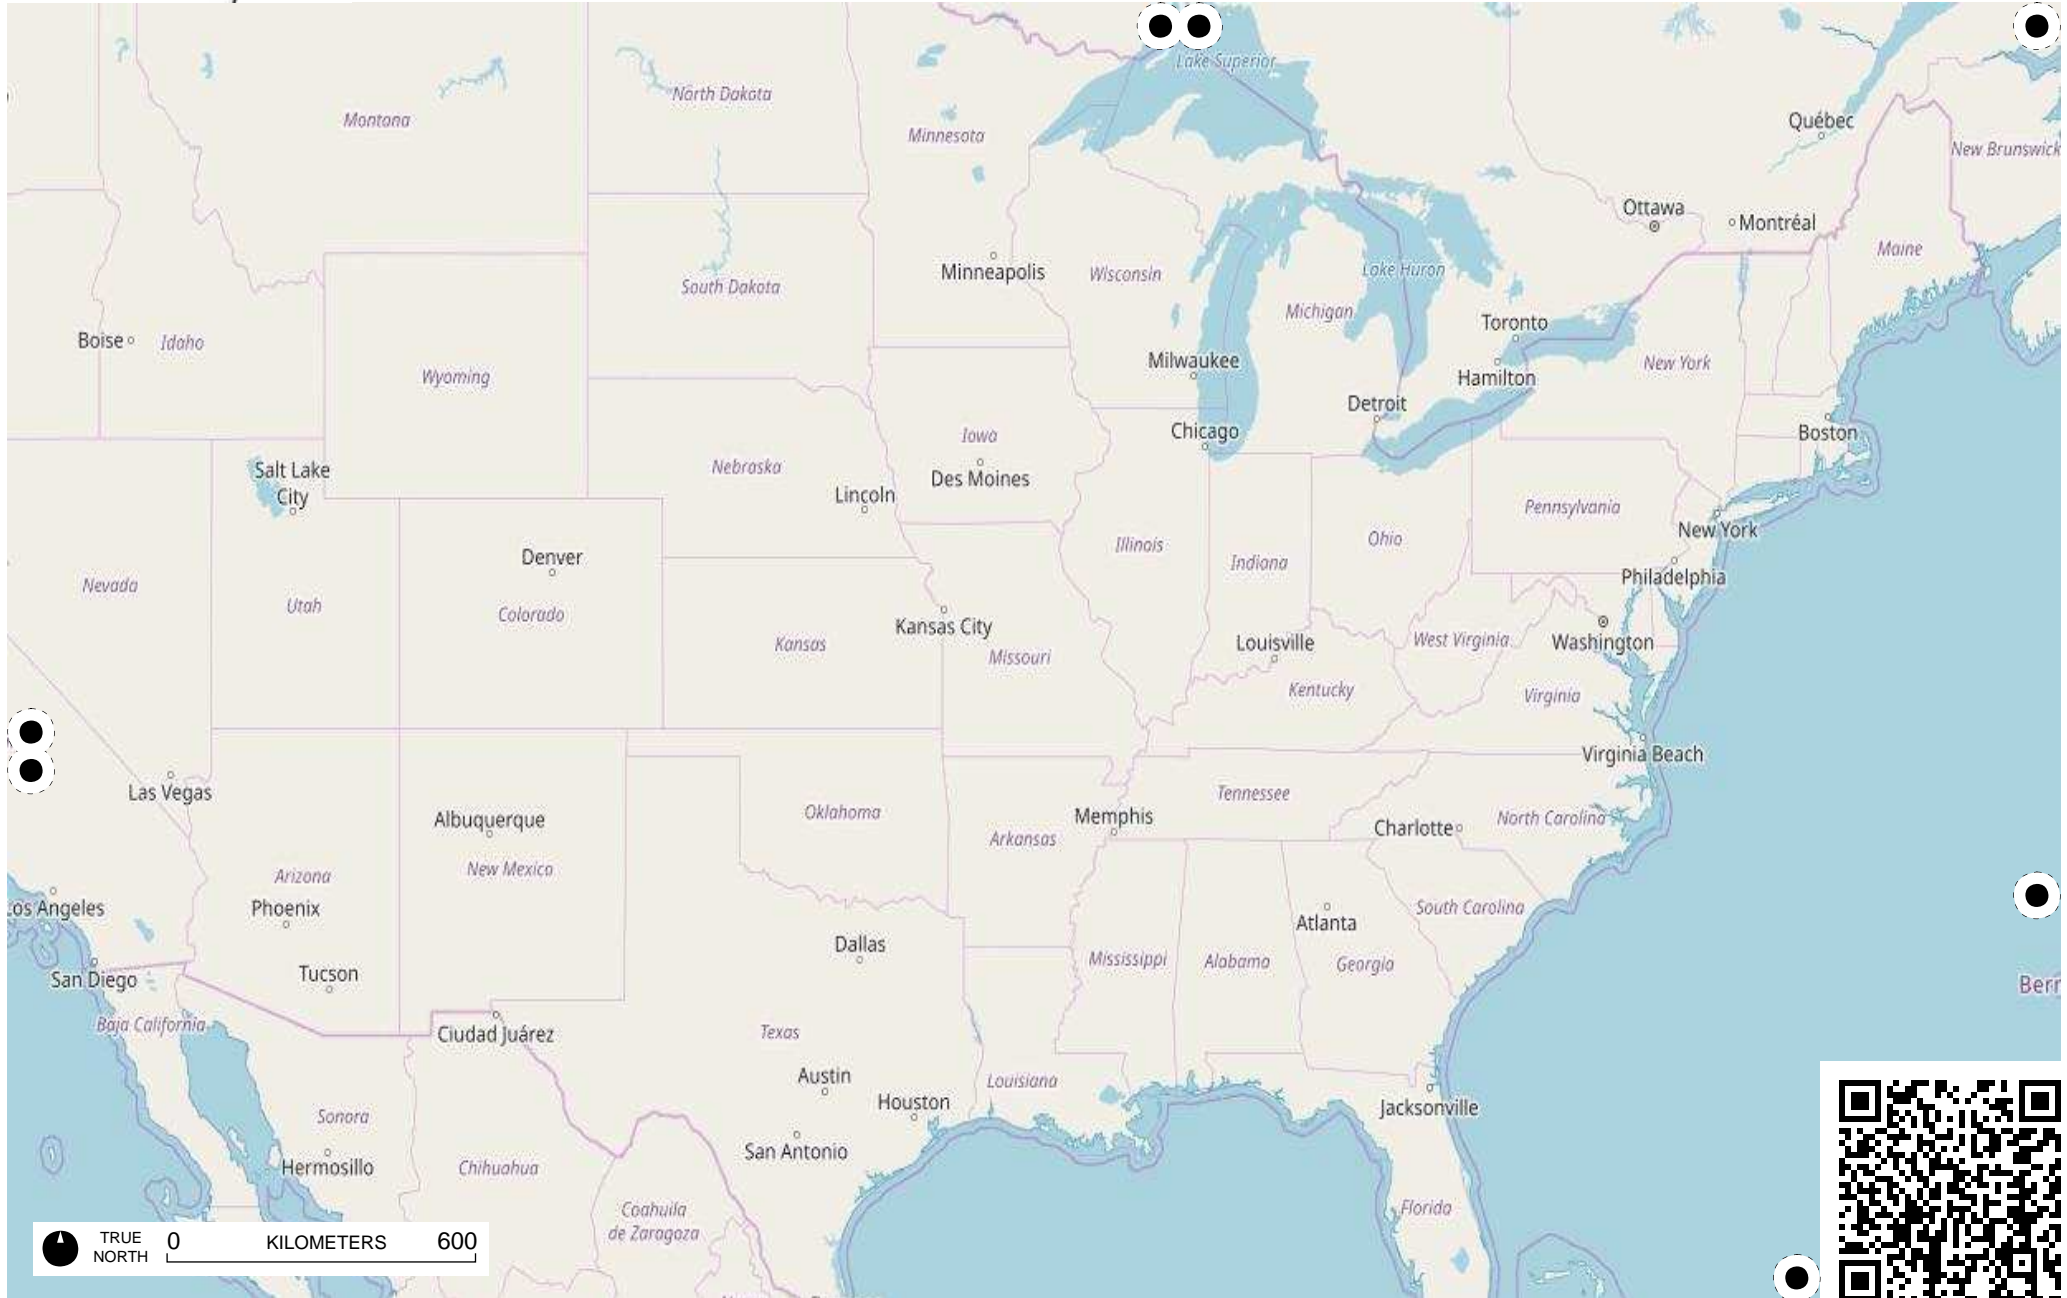 Lake Superior
North Dakota
Montana
Minnesota
Québec
New Brunswick
Ottawa
Montréal
Maine
Minneapolis
Wisconsin
Lake Huron
South Dakota
Michigan
Toronto
Boise
Idaho
Milwaukee
New York
Wyoming
Hamilton
Detroit
Chicago
Boston
Iowa
Nebraska
Salt Lake
City
Des Moines
Lincoln
Pennsylvania
New York
Ohio
Illinois
Indiana
Denver
Philadelphia
Nevada
Utah
Colorado
Kansas City
Kansas
Missouri
Louisville
West Virginia
Washington
Kentucky
Virginia
Virginia Beach
Las Vegas
Tennessee
Albuquerque
Oklahoma
Memphis
North Carolina
Charlotte
Arkansas
New Mexico
Arizona
Los Angeles
Phoenix
South Carolina
Atlanta
Dallas
Mississippi
Alabama
Georgia
San Diego
Tucson
Berr
Baja California
Ciudad Juárez
Texas
Austin
Louisiana
Houston
Jacksonville
Sonora
San Antonio
Hermosillo
Chihuahua
Coahuila
de Zaragoza
Florida
TRUE
NORTH
0 KILOMETERS 600